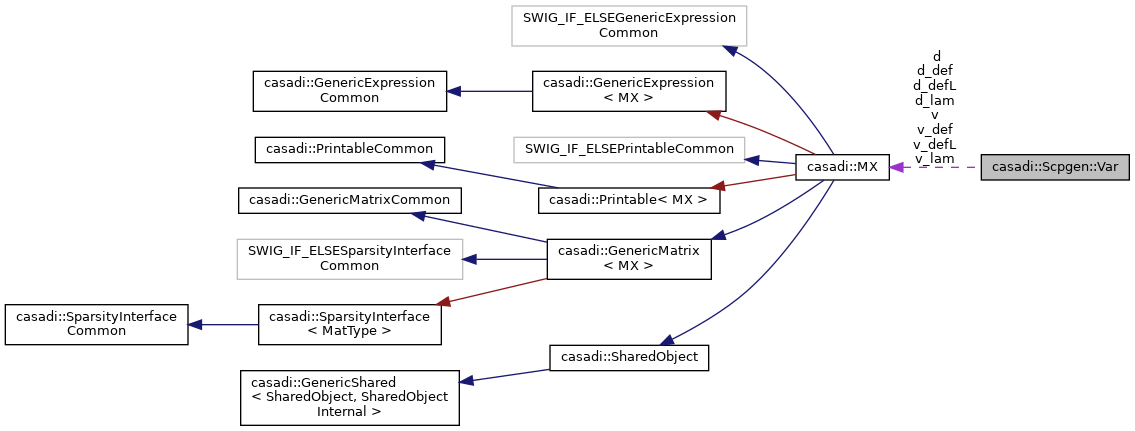 SWIG_IF_ELSEGenericExpression
Common
casadi::GenericExpression
Common
casadi::GenericExpression
< MX >
casadi::PrintableCommon
SWIG_IF_ELSEPrintableCommon
casadi::GenericMatrixCommon
casadi::Printable< MX >
SWIG_IF_ELSESparsityInterface
Common
casadi::GenericMatrix
< MX >
casadi::SparsityInterface
Common
casadi::SparsityInterface
< MatType >
casadi::SharedObject
casadi::GenericShared
< SharedObject, SharedObject
Internal >
casadi::MX
d
d_def
d_defL
d_lam
v
v_def
v_defL
v_lam
casadi::Scpgen::Var